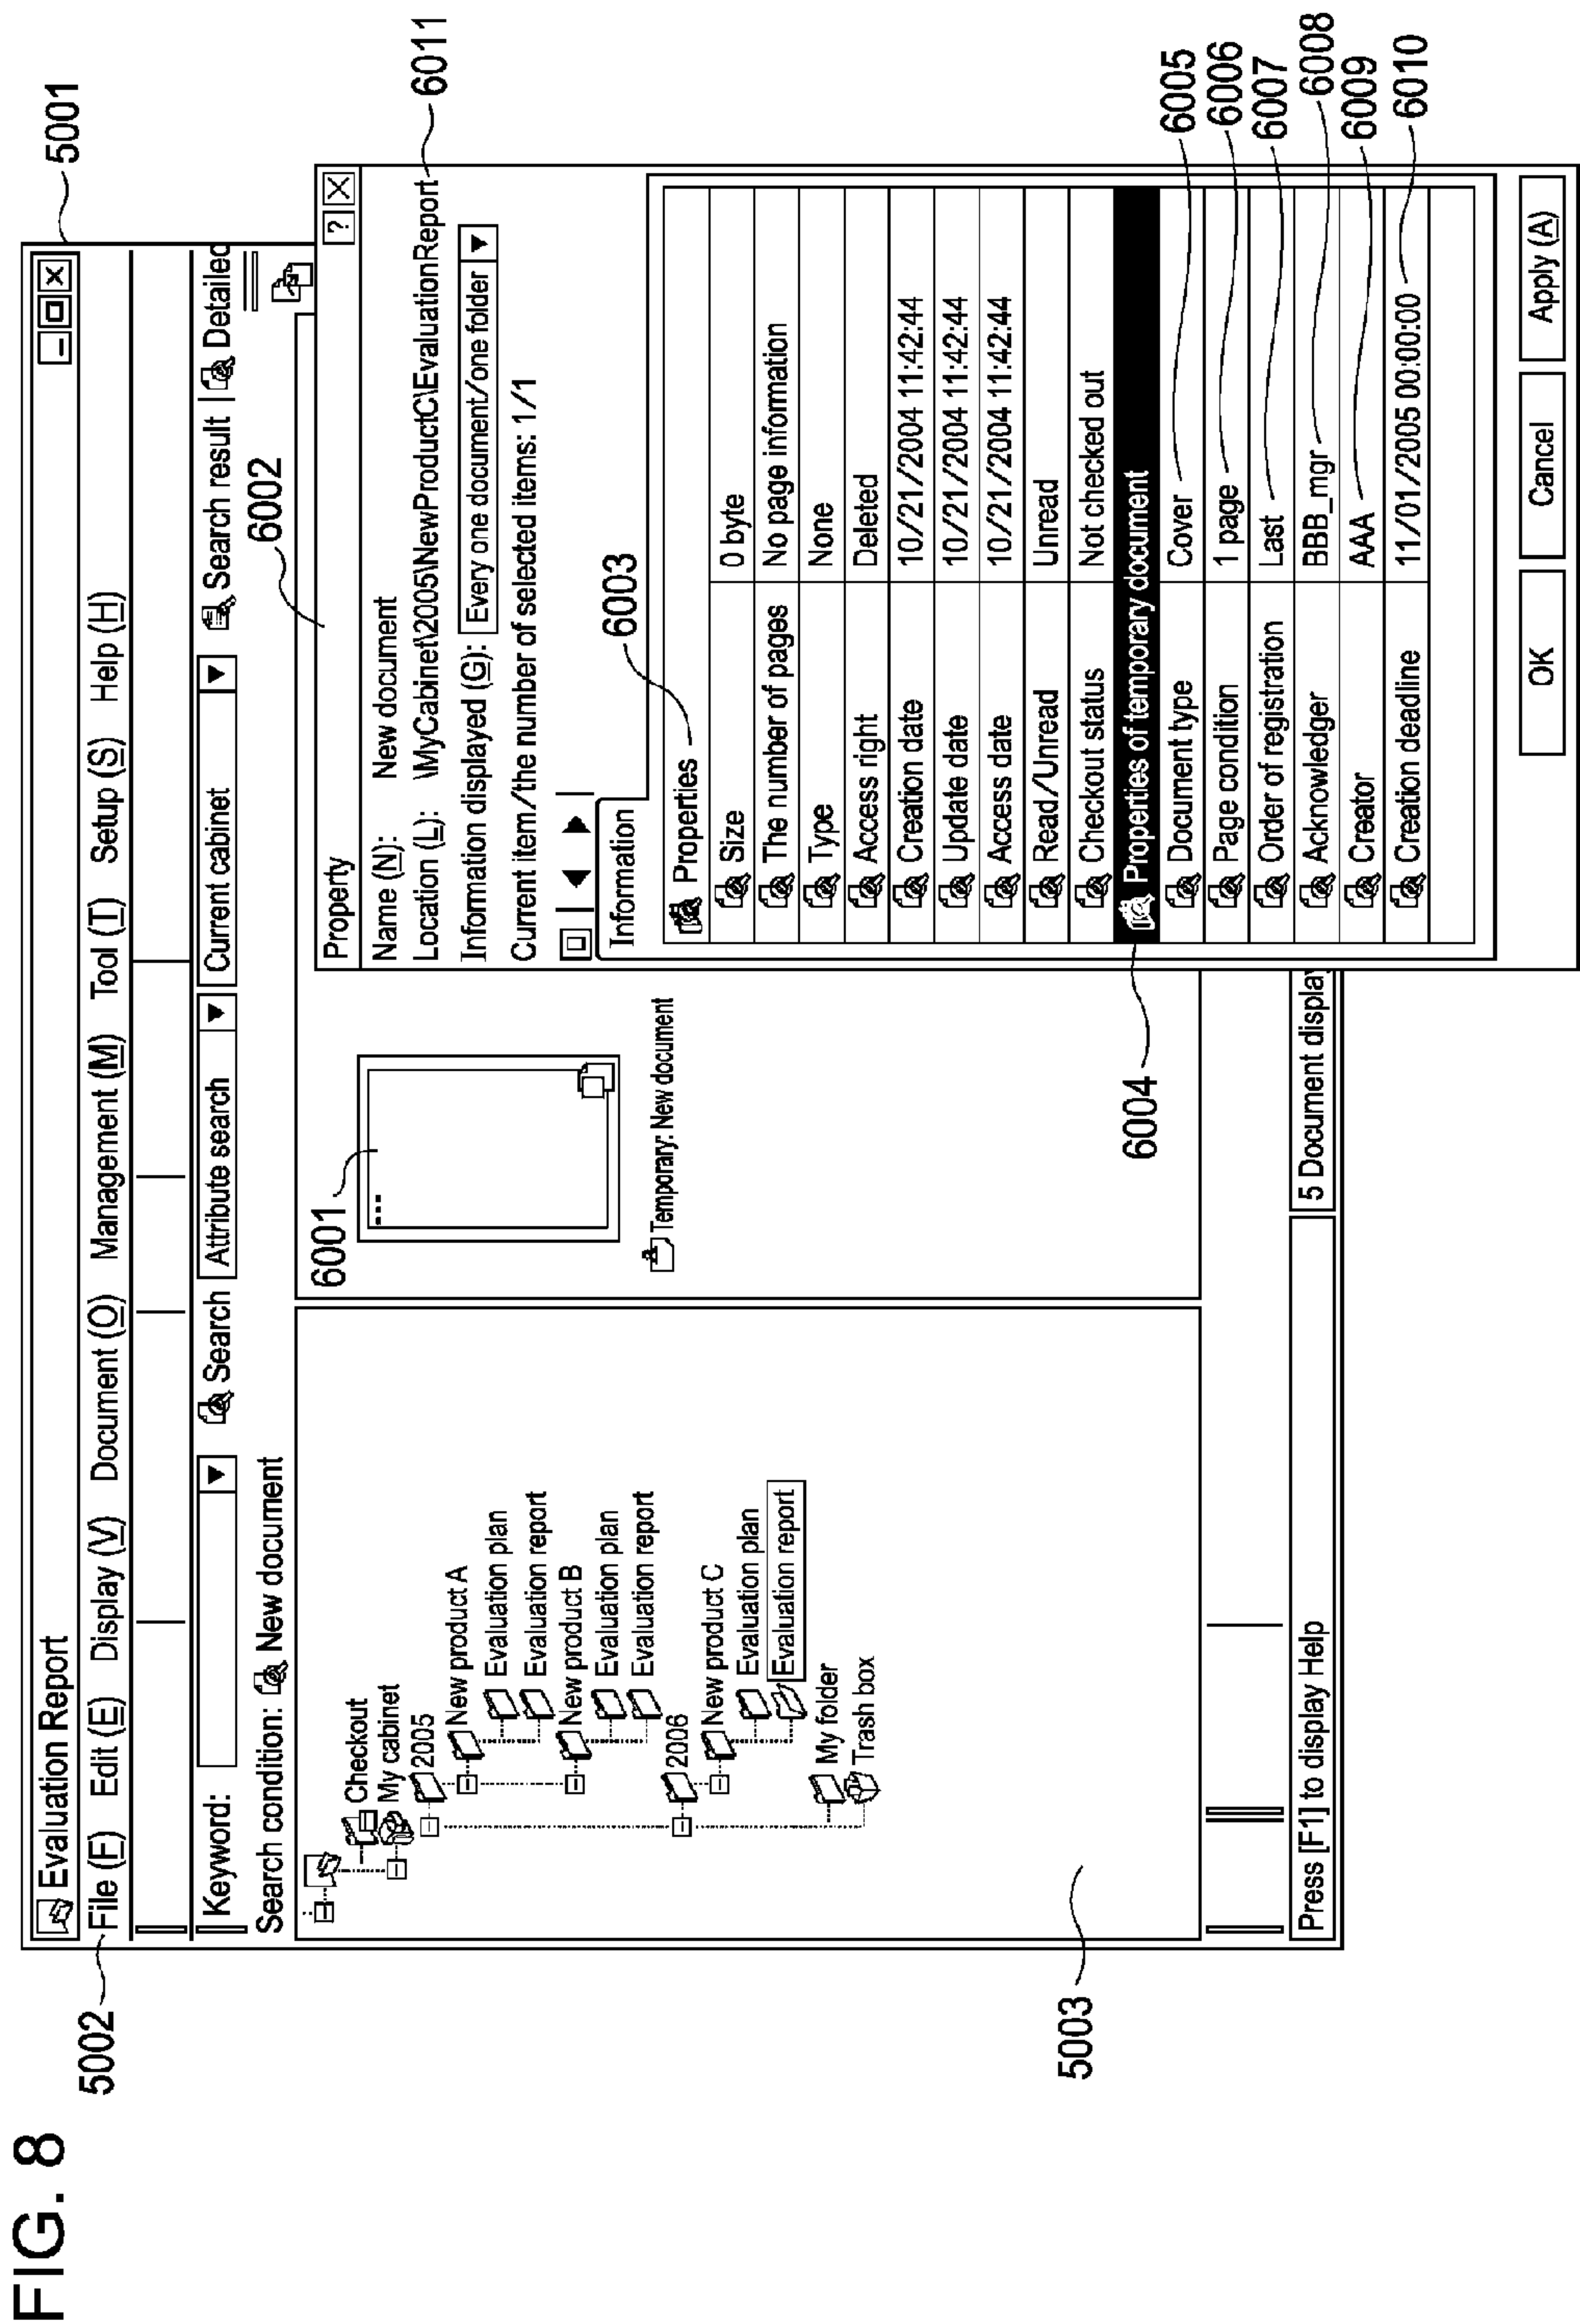 FIG. 8
5001
Evaluation Report
5002
File (F) Edit (E) Display (V) Document (O) Management (M) Tool (T) Setup (S) Help (H)
Keyword: Search Attribute search Current cabinet Search result Detailed
Search condition: New document
Checkout
My cabinet
2005
New product A
Evaluation plan
Evaluation report
New product B
Evaluation plan
Evaluation report
2006
New product C
Evaluation plan
Evaluation report
My folder
Trash box
5003
6001
Temporary: New document
6002
Property
? X
Name (N): New document
Location (L): \MyCabinet\2005\NewProductC\EvaluationReport
6011
Information displayed (G): Every one document/one folder
Current item/the number of selected items: 1/1
Information
6003
Properties
Size 0 byte
The number of pages No page information
Type None
Access right Deleted
Creation date 10/21/2004 11:42:44
Update date 10/21/2004 11:42:44
Access date 10/21/2004 11:42:44
Read/Unread Unread
Checkout status Not checked out
6004
Properties of temporary document
Document type Cover 6005
Page condition 1 page 6006
Order of registration Last 6007
Acknowledger BBB_mgr 6008
Creator AAA 6009
Creation deadline 11/01/2005 00:00:00 6010
OK Cancel Apply (A)
Press [F1] to display Help 5 Document display